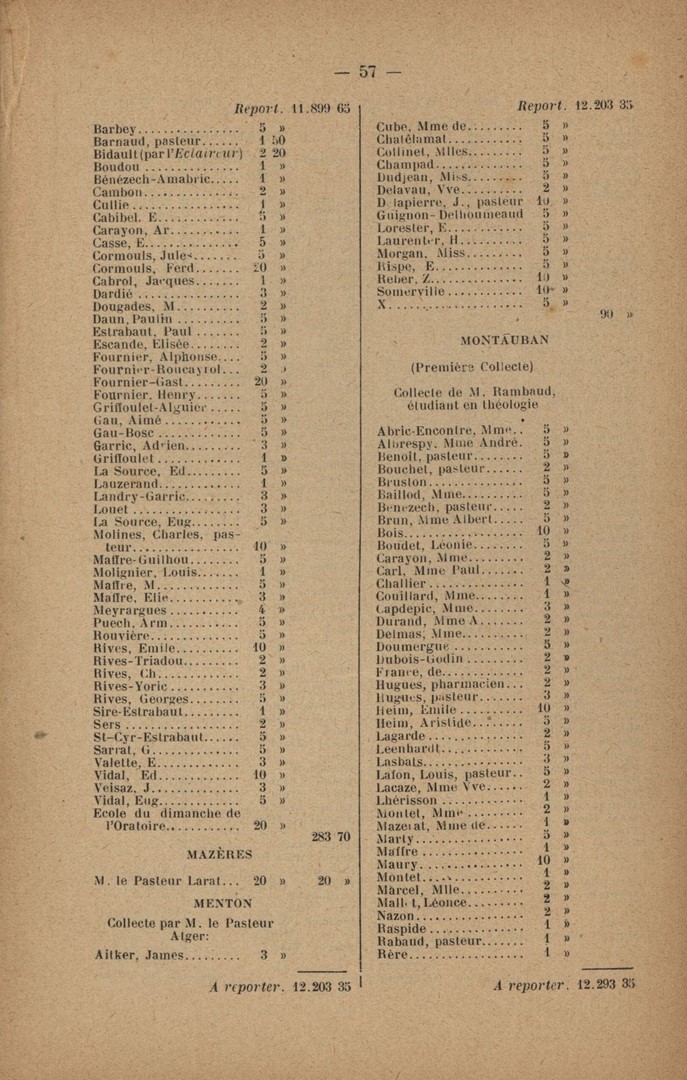 — 57 —
Report. 11.899 65
Barbey................ 5 »
Barnaud, pasteur...... 1 50
Bidault (par l'Eclaireur) 2 20
Boudou ............... 1 »
Bénézech-Amabric..... 1 »
Cambon............... 2 »
Cullie ................. 1 »
Cabibel, E............. 5 »
Carayon, Ar........... 1 »
Casse, E............... 5 »
Cormouls, Jules....... 5 »
Cormouls, Ferd....... 20 »
Cabrol, Jacques....... 1 »
Dardié ................ 3 »
Dougades, M.......... 2 »
Daun, Paulin .......... 5 »
Estrabaut, Paul ....... 5 »
Escande, Elisée........ 2 »
Fournier, Alphonse.... 5 »
Fournier-Roucayrol... 2 »
Fournier-Gast......... 20 »
Fournier, Henry....... 5 »
Griffoulet-Alguier ..... 5 »
Gau, Aimé ............ 5 »
Gau-Bosc ............. 5 »
Garric, Adrien......... 3 »
Griffoulet ............. 1 »
La Source, Ed......... 5 »
Lauzerand............. 1 »
Landry-Garric......... 3 »
Louet ................. 3 »
La Source, Eug........ 5 »
Molines, Charles, pas-
teur................ 10 »
Maffre-Guilhou........ 5 »
Molignier, Louis....... 1 »
Maffre, M............. 5 »
Maffre, Elie........... 3 »
Meyrargues ........... 4 »
Puech, Arm........... 5 »
Rouvière.............. 5 »
Rives, Emile.......... 10 »
Rives-Triadou......... 2 »
Rives, Ch............. 2 »
Rives-Yoric ........... 3 »
Rives, Georges........ 5 »
Sire-Estrabaut......... 1 »
Sers .................. 2 »
St-Cyr-Estrabaut...... 5 »
Sarrat, G.............. 5 »
Valette, E............. 3 »
Vidal, Ed............. 10 »
Veisaz, J.............. 3 »
Vidal, Eug............ 5 »
Ecole du dimanche de
l'Oratoire............ 20 »
283 70
MAZÈRES
M. le Pasteur Larat... 20 » 20 »
MENTON
Collecte par M. le Pasteur
Alger:
Aitker, James......... 3 »
A reporter. 12.203 35
Report. 12.203 35
Cube, Mme de......... 5 »
Chatelamat............ 5 »
Collinet, Mlles......... 5 »
Champad.............. 5 »
Dudjean, Miss......... 5 »
Delavau, Vve.......... 2 »
D lapierre, J., pasteur 10 »
Guignon-Delhoumeaud 5 »
Lorester, E............ 5 »
Laurenter, H.......... 5 »
Morgan, Miss......... 5 »
Rispe, E.............. 5 »
Reber, Z.............. 10 »
Somerville ............ 10 »
X..................... 5 »
90 »
MONTAUBAN
(Première Collecte)
Collecte de M. Rambaud,
étudiant en théologie
Abric-Encontre, Mme.. 5 »
Albrespy, Mme André. 5 »
Benoît, pasteur........ 5 »
Bouchet, pasteur...... 2 »
Bruston............... 5 »
Baillod, Mme.......... 5 »
Benezech, pasteur..... 2 »
Brun, Mme Albert..... 5 »
Bois................... 10 »
Boudet, Léonie........ 5 »
Carayon, Mme........ 2 »
Carl, Mme Paul....... 2 »
Challier ............... 1 »
Couillard, Mme........ 1 »
Capdepic, Mme........ 3 »
Durand, Mme A....... 2 »
Delmas, Mme......... 2 »
Doumergue ........... 5 »
Dubois-Godin ......... 2 »
France, de............ 2 »
Hugues, pharmacien... 2 »
Hugues, pasteur....... 3 »
Heim, Emile .......... 10 »
Heim, Aristide......... 5 »
Lagarde .............. 2 »
Leenhardt............. 5 »
Lasbats............... 3 »
Lafon, Louis, pasteur.. 5 »
Lacaze, Mme Vve..... 2 »
Lhérisson ............. 1 »
Montet, Mme ......... 2 »
Mazerat, Mme de...... 1 »
Marty................. 5 »
Maffre ................ 1 »
Maury................ 10 »
Montet................ 1 »
Marcel, Mlle.......... 2 »
Mall t, Léonce......... 2 »
Nazon................. 2 »
Raspide .............. 1 »
Rabaud, pasteur....... 1 »
Rère.................. 1 »
A reporter. 12.293 35